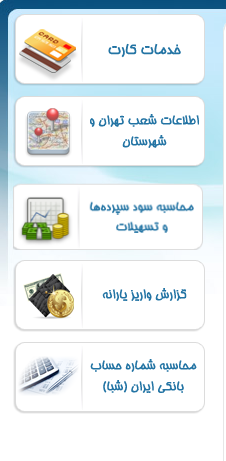 خدمات کارت
اطلاعات شعب تهران و
شهرستان
محاسبه سود سپرده‌ها
و تسهیلات
گزارش واریز یارانه
محاسبه شماره حساب
بانکی ایران (شبا)